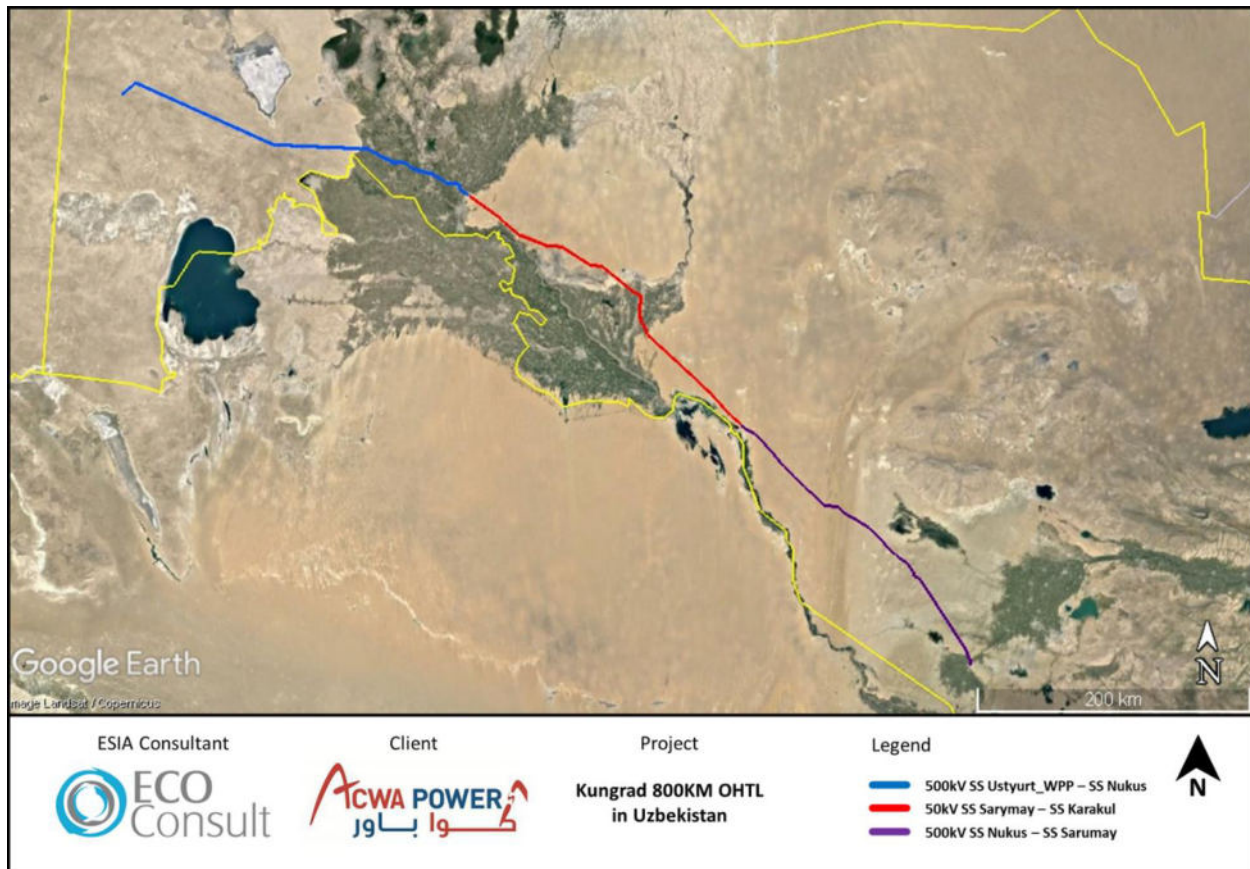 Google Earth
mage Landsat / Copernicus
N
200 km
ESIA Consultant
ECO
Consult
Client
ACWA POWER
أكوا باور
Project
Kungrad 800KM OHTL
in Uzbekistan
Legend
500kV SS Ustyurt_WPP – SS Nukus
50kV SS Sarymay – SS Karakul
500kV SS Nukus – SS Sarumay
N